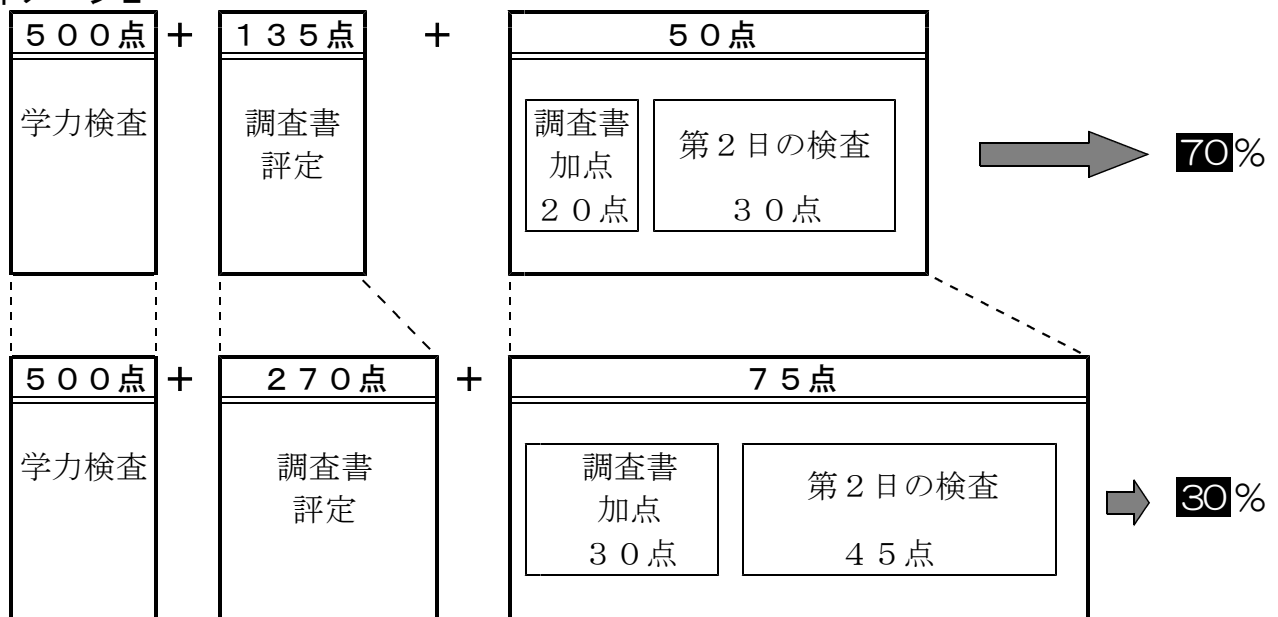 500点 + 135点 + 50点
学力検査
調査書
評定
調査書
加点
20点
第2日の検査
30点
70%
500点 + 270点 + 75点
学力検査
調査書
評定
調査書
加点
30点
第2日の検査
45点
30%